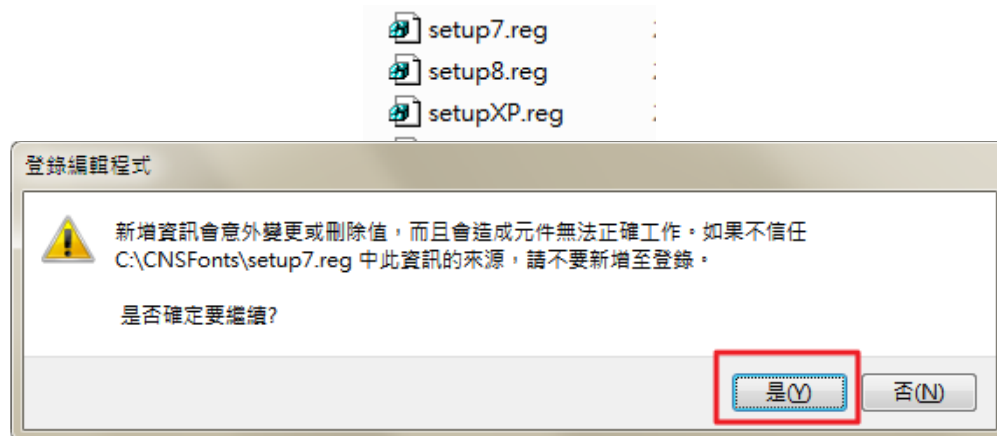 setup7.reg
setup8.reg
setupXP.reg
登錄編輯程式
新增資訊會意外變更或刪除值，而且會造成元件無法正確工作。如果不信任
C:\CNSFonts\setup7.reg 中此資訊的來源，請不要新增至登錄。
是否確定要繼續?
是(Y) 否(N)